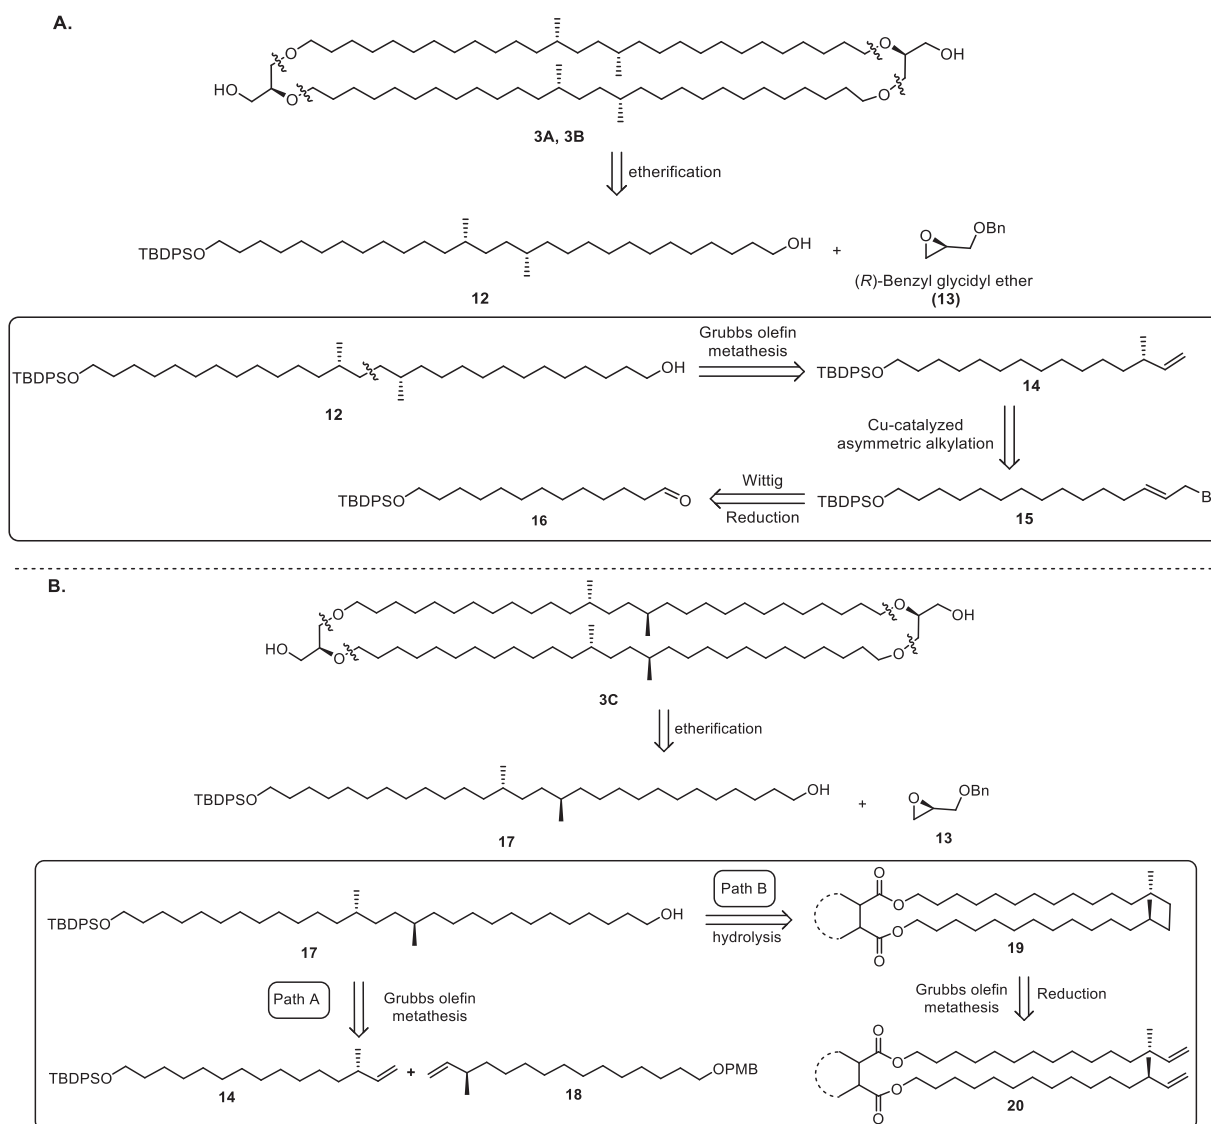 A.
O
O
OH
HO
O
O
3A, 3B
etherification
TBDPSO
OH
+
O
OBn
12
(R)-Benzyl glycidyl ether
(13)
Grubbs olefin
metathesis
TBDPSO
OH
TBDPSO
12
14
Cu-catalyzed
asymmetric alkylation
TBDPSO
O
Wittig
Reduction
TBDPSO
B
16
15
B.
O
O
OH
HO
O
O
3C
etherification
TBDPSO
OH
+
O
OBn
17
13
TBDPSO
OH
Path B
hydrolysis
O
O
O
O
17
19
Path A
Grubbs olefin
metathesis
Grubbs olefin
metathesis
Reduction
TBDPSO
+
OPMB
14
18
O
O
O
O
20